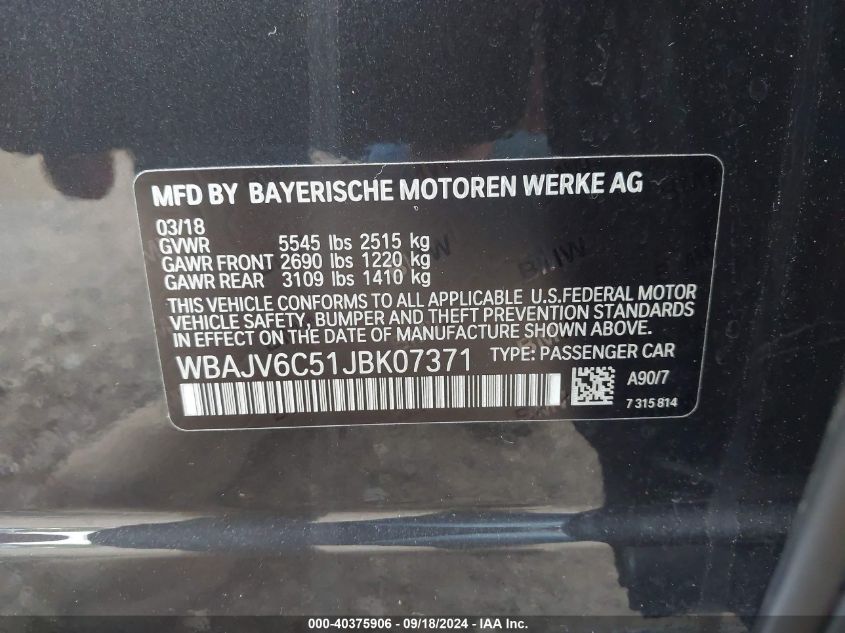 MFD BY BAYERISCHE MOTOREN WERKE AG
03/18
GVWR 5545 lbs 2515 kg
GAWR FRONT 2690 lbs 1220 kg
GAWR REAR 3109 lbs 1410 kg
THIS VEHICLE CONFORMS TO ALL APPLICABLE U.S.FEDERAL MOTOR
VEHICLE SAFETY, BUMPER AND THEFT PREVENTION STANDARDS
IN EFFECT ON THE DATE OF MANUFACTURE SHOWN ABOVE.
WBAJV6C51JBK07371 TYPE: PASSENGER CAR
A90/7
7 315 814
000-40375906 - 09/18/2024 - IAA Inc.